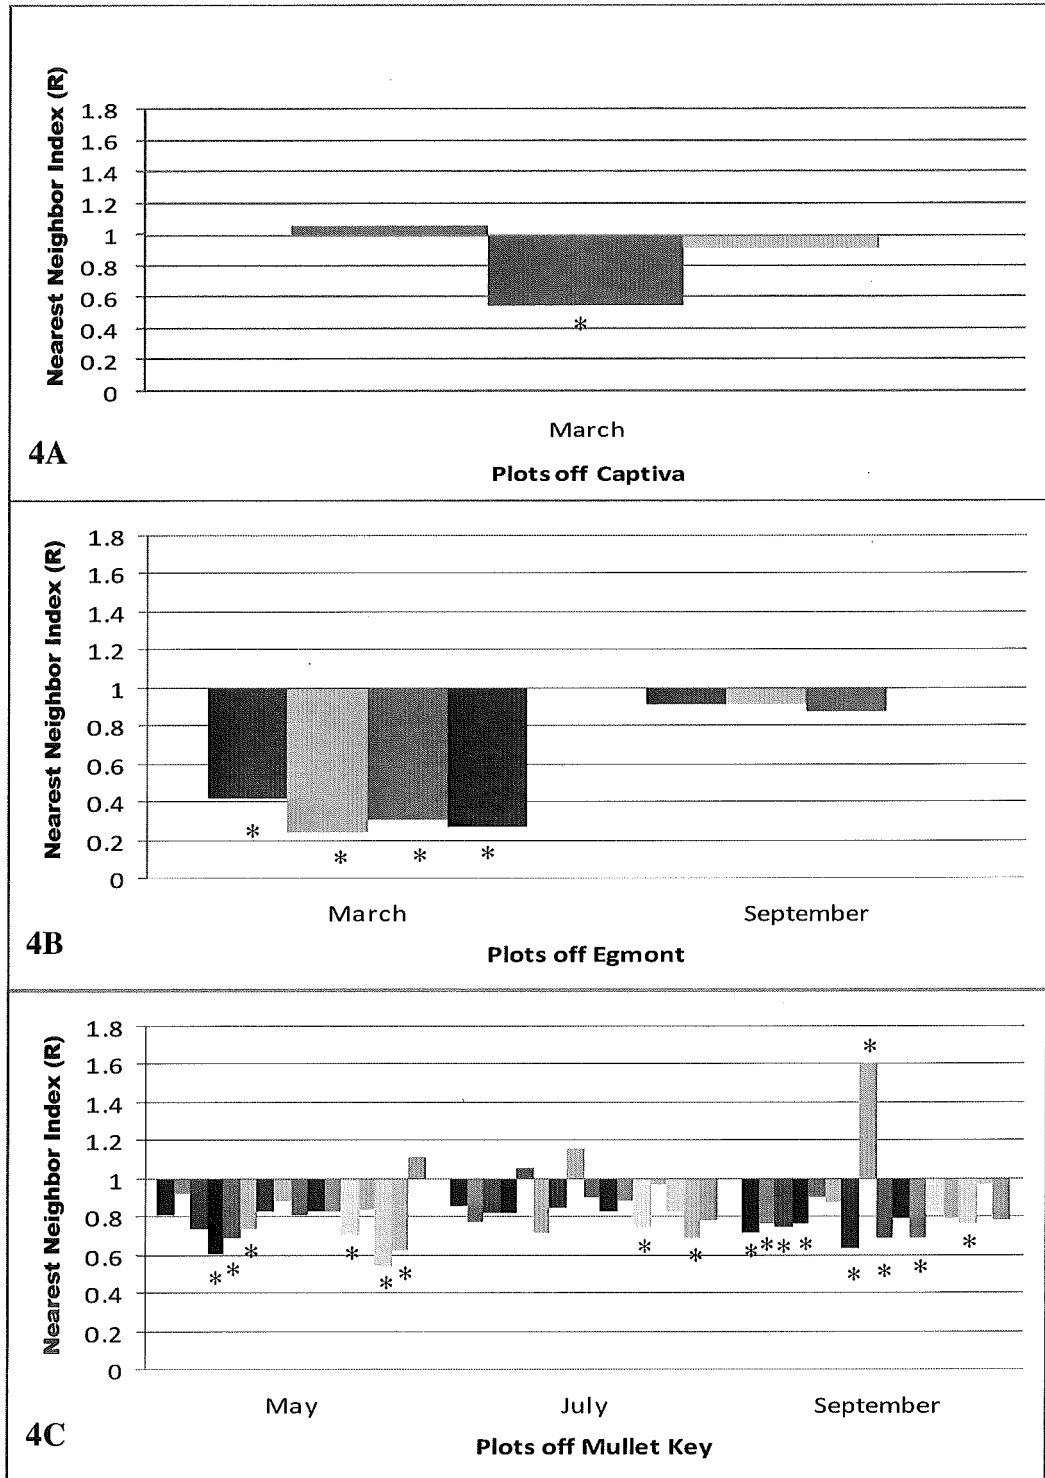 Nearest Neighbor Index (R)
1.8
1.6
1.4
1.2
1
0.8
0.6
0.4
0.2
0
*
March
4A
Plots off Captiva
Nearest Neighbor Index (R)
1.8
1.6
1.4
1.2
1
0.8
0.6
0.4
0.2
0
* * * *
March September
4B
Plots off Egmont
Nearest Neighbor Index (R)
1.8
1.6
1.4
1.2
1
0.8
0.6
0.4
0.2
0
*
* * * * * * * * * * * * * * * *
May July September
4C
Plots off Mullet Key